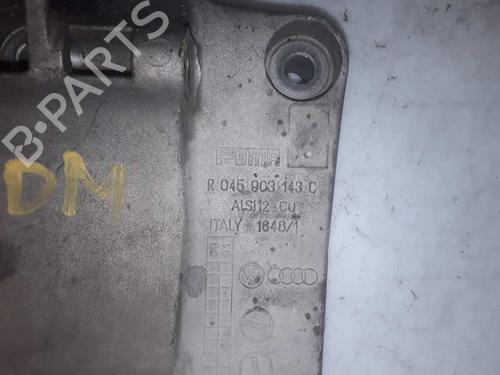 B-PARTS
DM
FOMA
R 045 903 143 C
ALSI12-CU
ITALY 1848/1